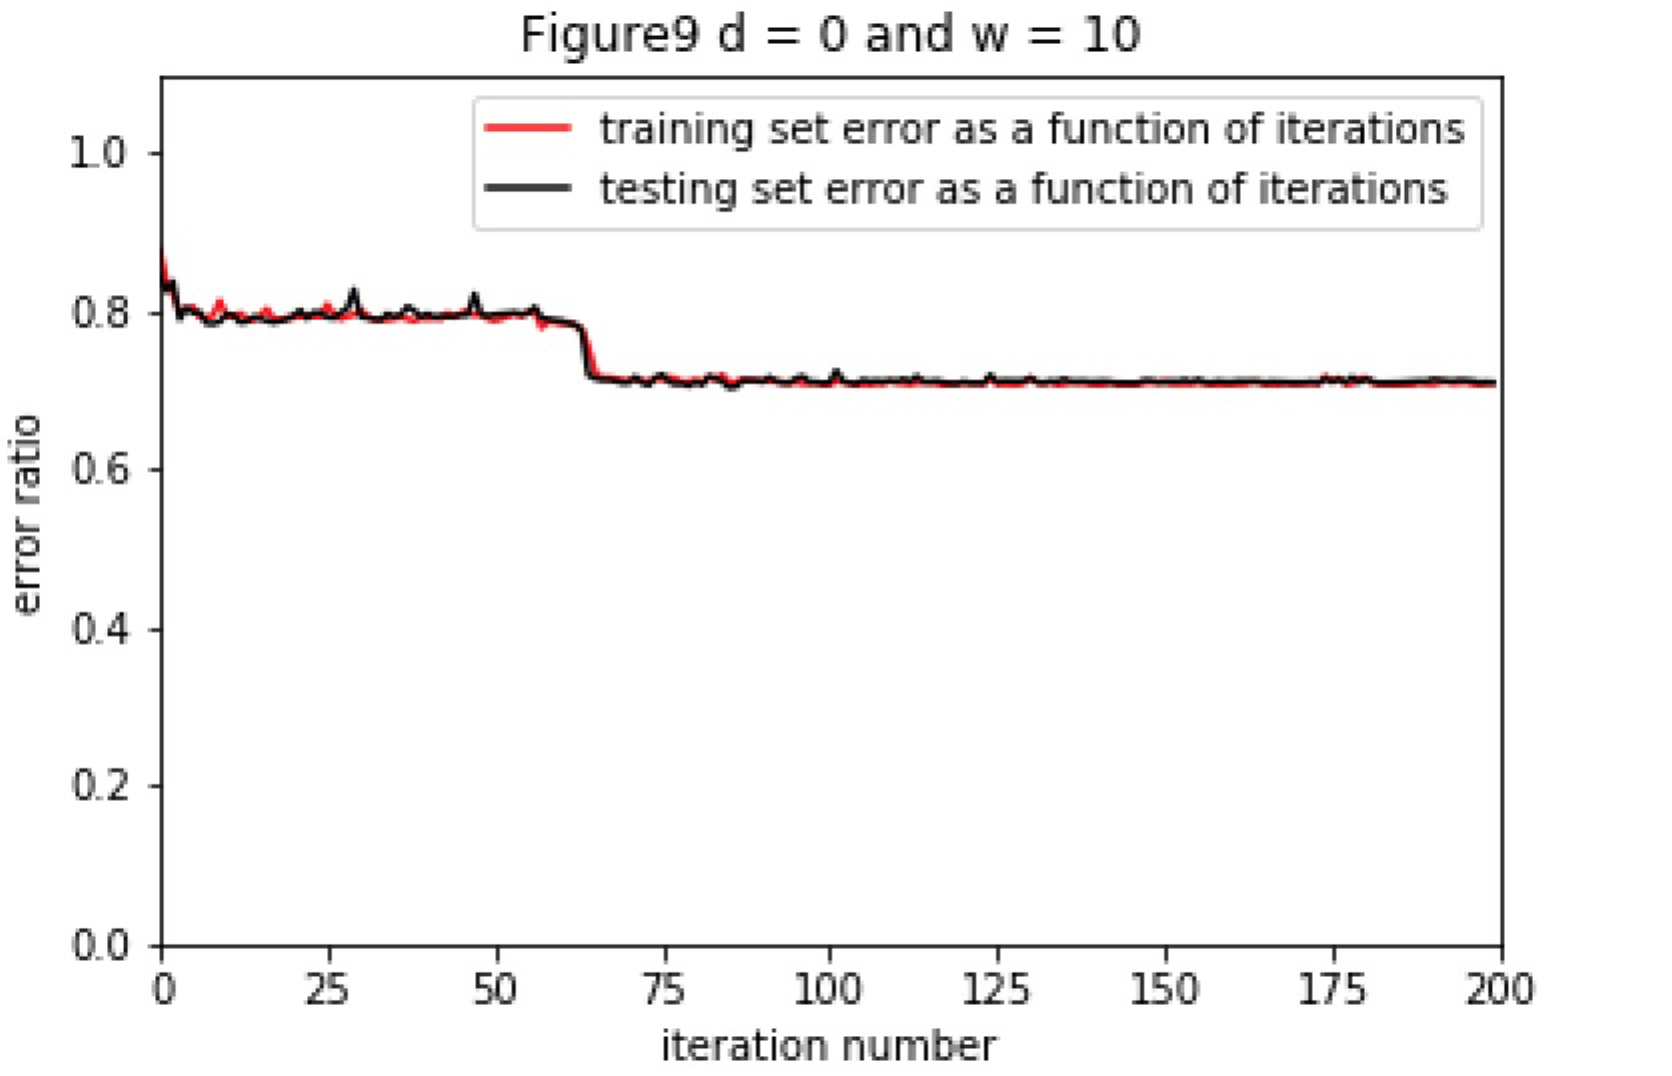 Figure9 d = 0 and w = 10
training set error as a function of iterations
testing set error as a function of iterations
1.0
0.8
0.6
0.4
0.2
0.0
error ratio
0 25 50 75 100 125 150 175 200
iteration number